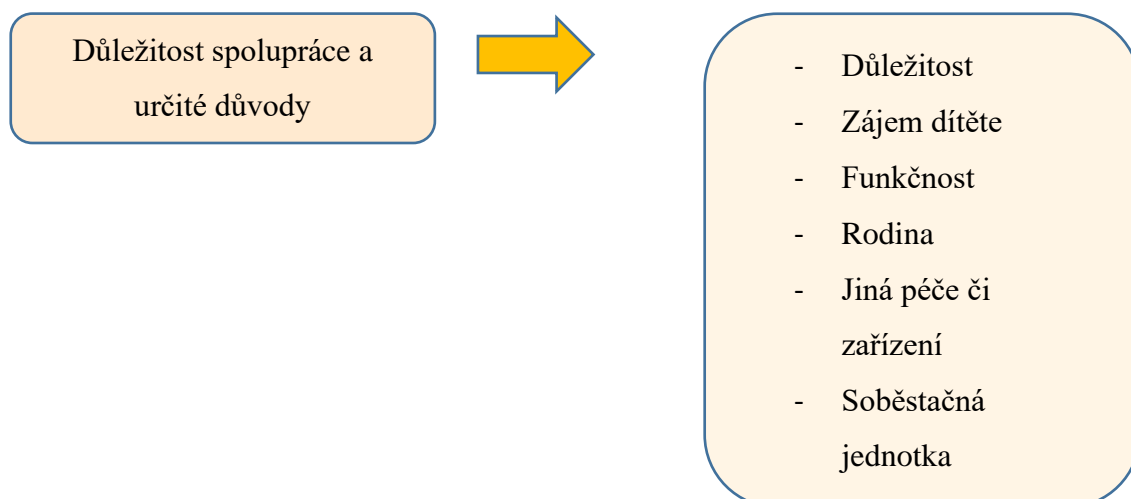 Důležitost spolupráce a
určité důvody
- Důležitost
- Zájem dítěte
- Funkčnost
- Rodina
- Jiná péče či
zařízení
- Soběstačná
jednotka